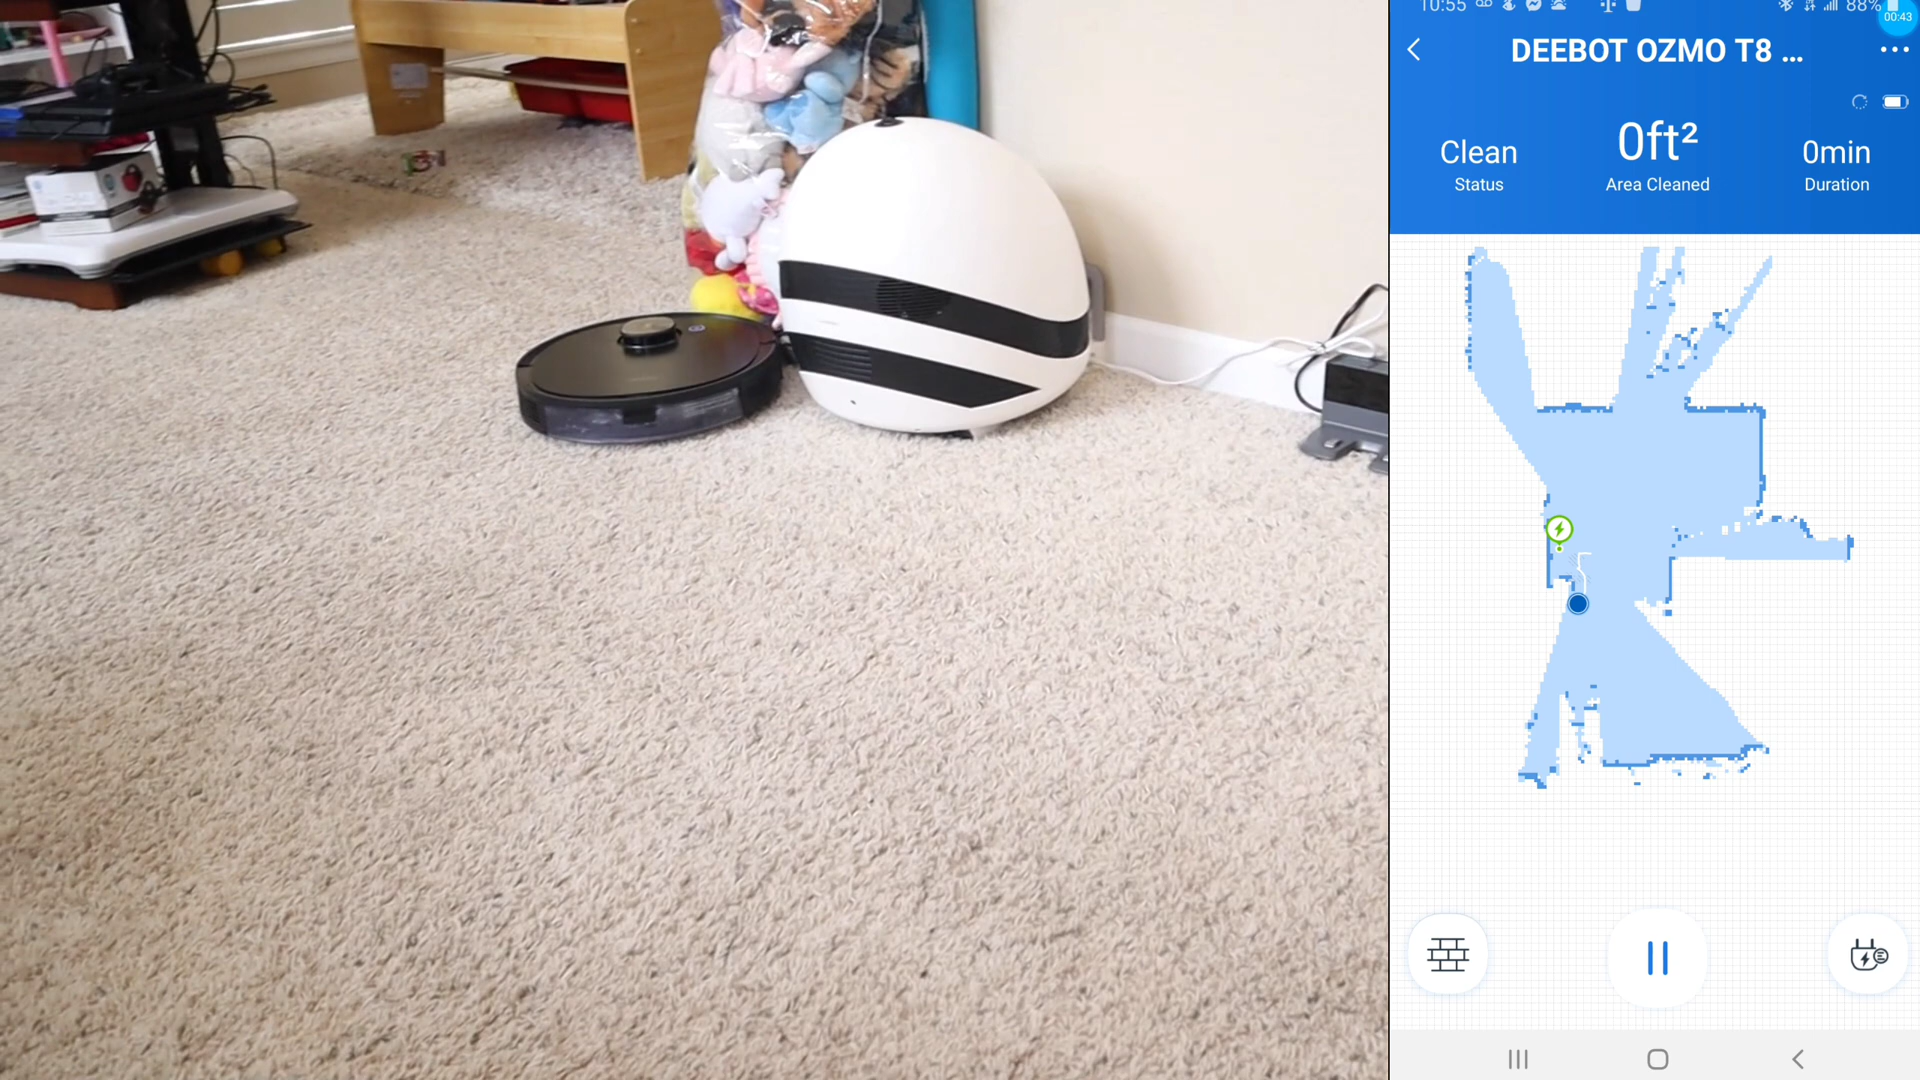 10:55
88%
00:43
DEEBOT OZMO T8 ...
Clean
Status
0ft²
Area Cleaned
0min
Duration